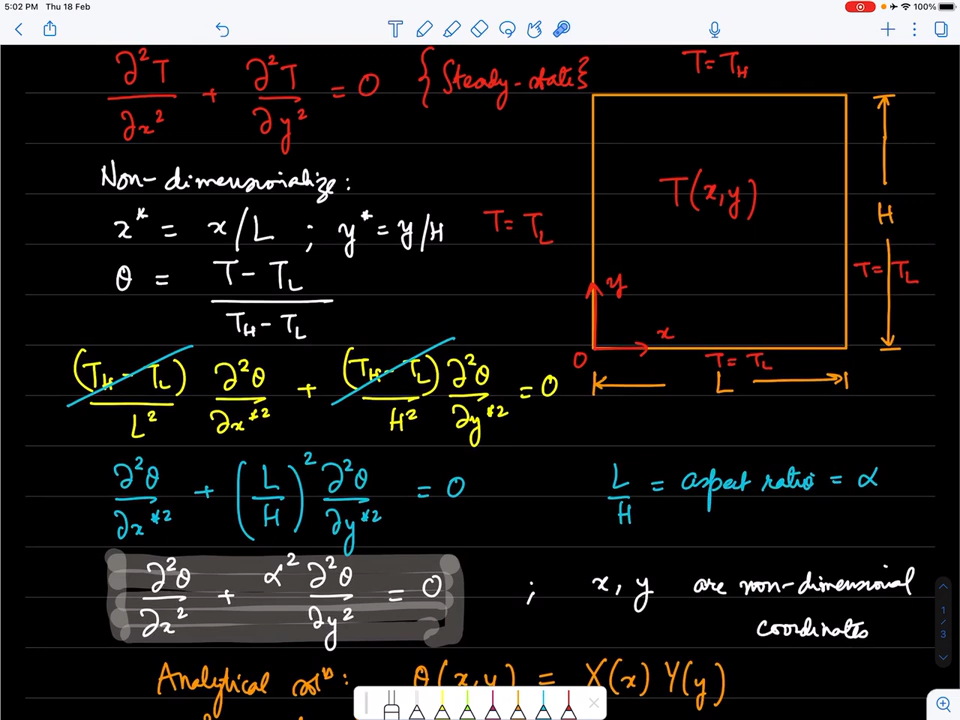 5:02 PM Thu 18 Feb
100%
∂²T/∂x² + ∂²T/∂y² = 0 {Steady-state}
T = T_H
Non-dimensionalize:
T(x,y)
x* = x/L ; y* = y/H
T = T_L
H
θ = (T - T_L)/(T_H - T_L)
T = T_L
y
x
0
T = T_L
L
(T_H - T_L)/L² ∂²θ/∂x*² + (T_H - T_L)/H² ∂²θ/∂y*² = 0
∂²θ/∂x*² + (L/H)² ∂²θ/∂y*² = 0
L/H = aspect ratio = α
∂²θ/∂x² + α² ∂²θ/∂y² = 0 ; x, y are non-dimensional
coordinates
1/3
Analytical solⁿ: θ(x,y) = X(x) Y(y)